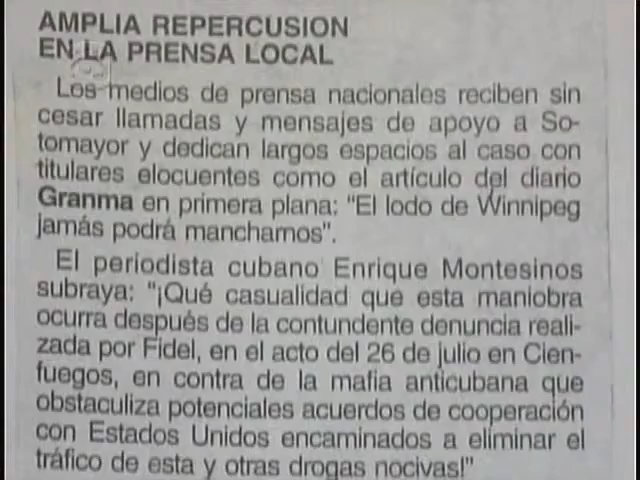 AMPLIA REPERCUSION
EN LA PRENSA LOCAL
Los medios de prensa nacionales reciben sin
cesar llamadas y mensajes de apoyo a So-
tomayor y dedican largos espacios al caso con
titulares elocuentes como el artículo del diario
Granma en primera plana: "El lodo de Winnipeg
jamás podrá mancharnos".
El periodista cubano Enrique Montesinos
subraya: "¡Qué casualidad que esta maniobra
ocurra después de la contundente denuncia reali-
zada por Fidel, en el acto del 26 de julio en Cien-
fuegos, en contra de la mafia anticubana que
obstaculiza potenciales acuerdos de cooperación
con Estados Unidos encaminados a eliminar el
tráfico de esta y otras drogas nocivas!"